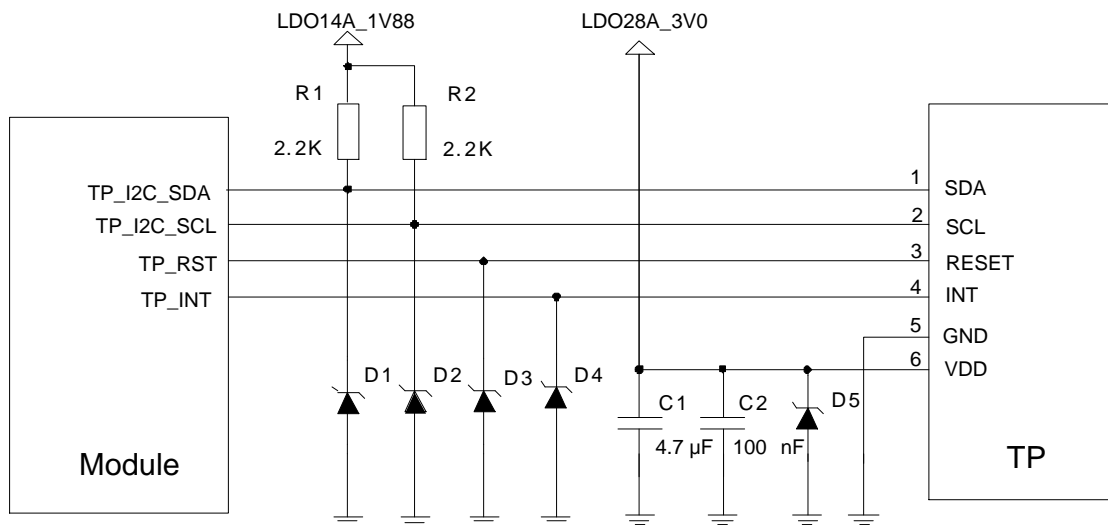 LDO14A_1V88
LDO28A_3V0
R1
R2
2.2K
2.2K
TP_I2C_SDA
TP_I2C_SCL
TP_RST
TP_INT
1
SDA
2
SCL
3
RESET
4
INT
5
GND
6
VDD
D1
D2
D3
D4
C1
C2
D5
4.7 µF
100 nF
Module
TP